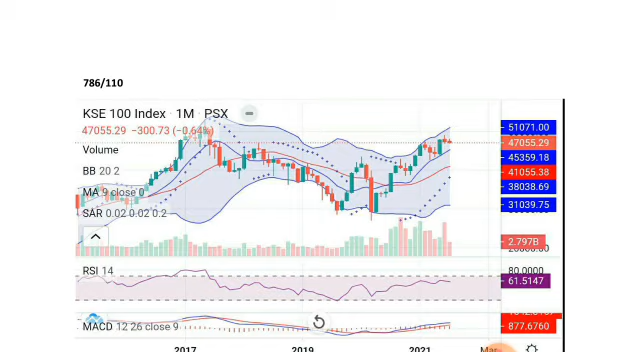 786/110
KSE 100 Index · 1M · PSX
47055.29 −300.73 (−0.64%)
Volume
BB 20 2
MA 9 close 0
SAR 0.02 0.02 0.2
51071.00
47055.29
45359.18
41055.38
38038.69
31039.75
2.797B
RSI 14
80.0000
61.5147
MACD 12 26 close 9
877.6760
2017 2019 2021 Mar